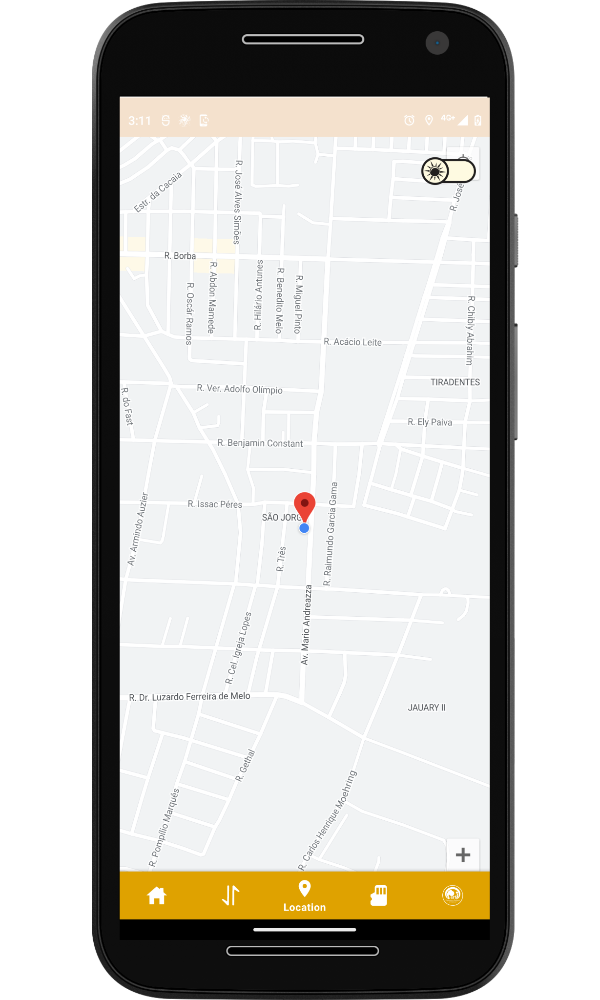 3:11
4G+
R. José Alves Simões
Estr. da Cacaia
R. José
R. Borba
R. Oscár Ramos
R. Abdon Mamede
R. Hilário Antunes
R. Benedito Melo
R. Miguel Pinto
R. Chibly Abrahim
R. Acácio Leite
TIRADENTES
R. Ver. Adolfo Olímpio
R. do Fast
R. Ely Paiva
R. Benjamin Constant
R. Issac Péres
SÃO JORG
R. Raimundo Garcia Gama
Av. Armindo Auzier
R. Três
Av. Mario Andreazza
R. Cel. Igreja Lopes
R. Dr. Luzardo Ferreira de Melo
JAUARY II
R. Gethal
R. Pompílio Marquês
R. Carlos Henrique Moehring
Location